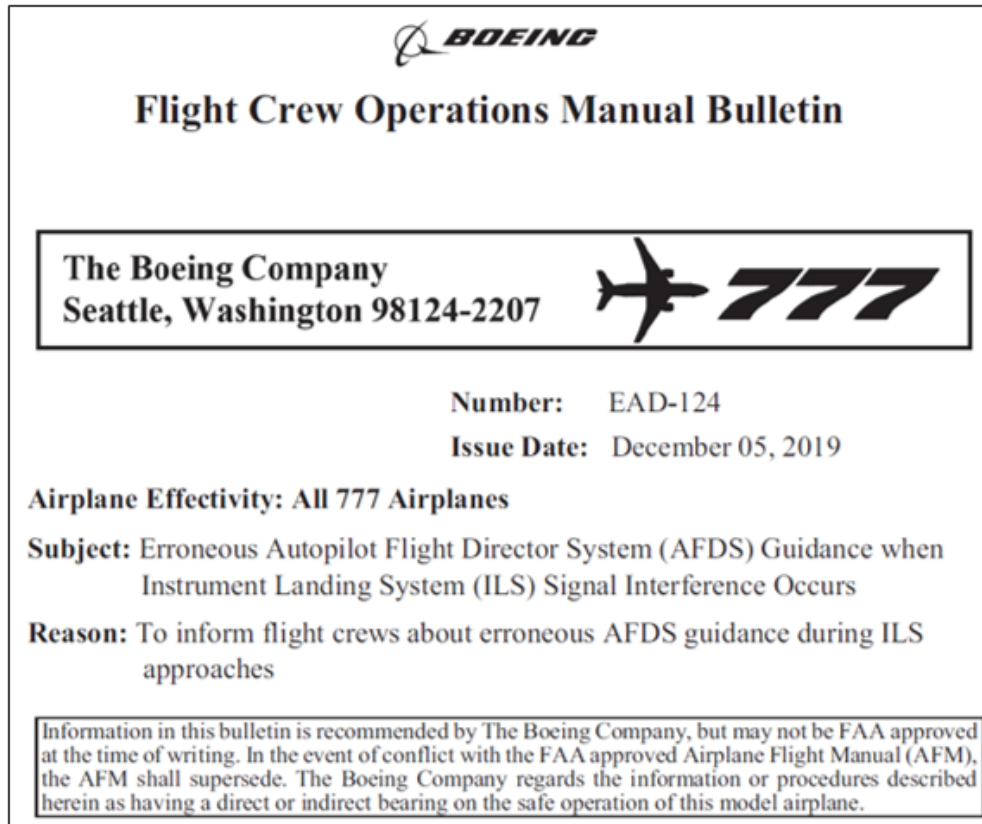 BOEING
Flight Crew Operations Manual Bulletin
The Boeing Company
Seattle, Washington 98124-2207
777
Number: EAD-124
Issue Date: December 05, 2019
Airplane Effectivity: All 777 Airplanes
Subject: Erroneous Autopilot Flight Director System (AFDS) Guidance when
Instrument Landing System (ILS) Signal Interference Occurs
Reason: To inform flight crews about erroneous AFDS guidance during ILS
approaches
Information in this bulletin is recommended by The Boeing Company, but may not be FAA approved
at the time of writing. In the event of conflict with the FAA approved Airplane Flight Manual (AFM),
the AFM shall supersede. The Boeing Company regards the information or procedures described
herein as having a direct or indirect bearing on the safe operation of this model airplane.